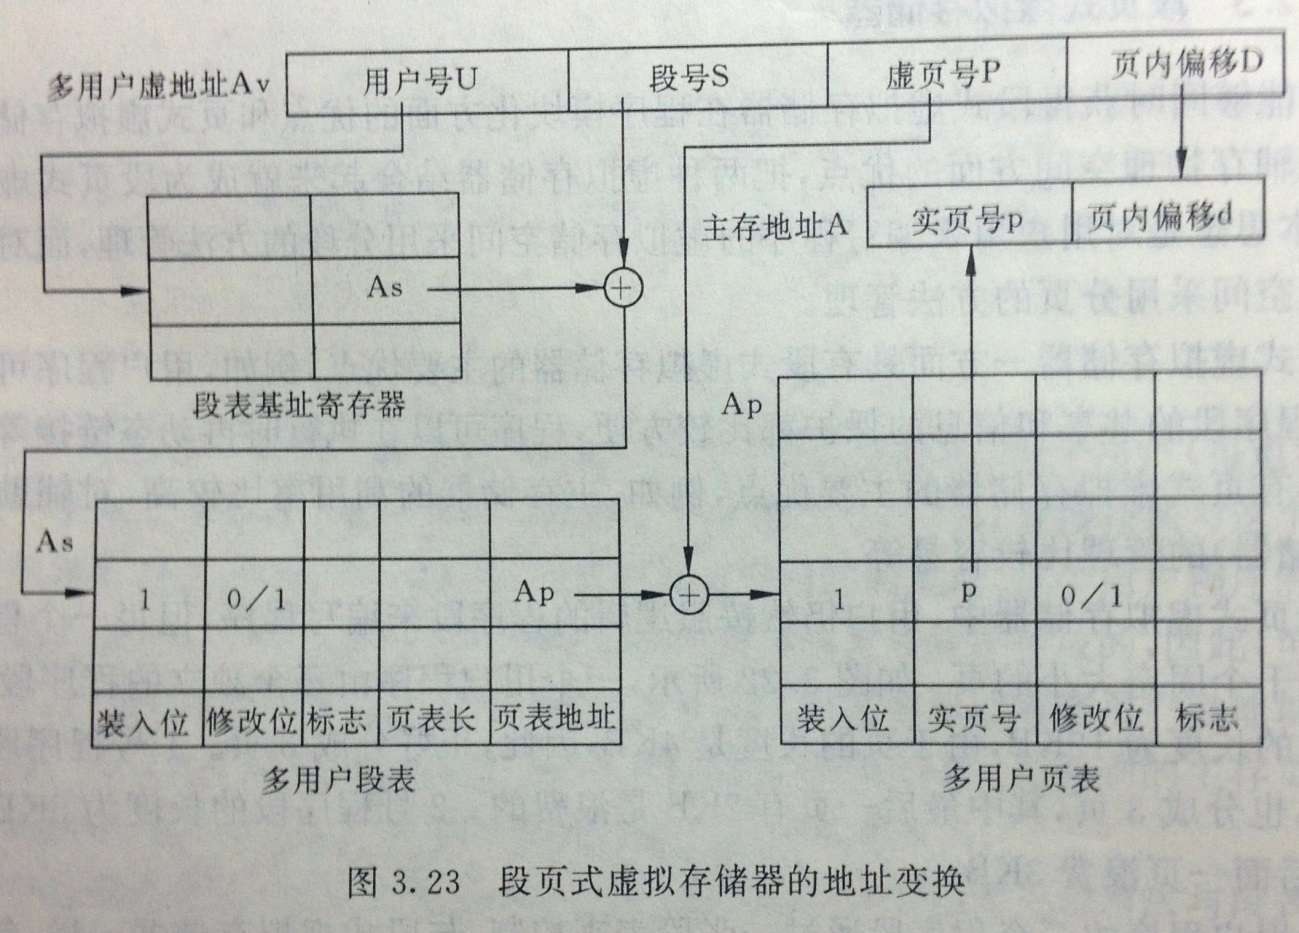 多用户虚地址Av 用户号U 段号S 虚页号P 页内偏移D
主存地址A 实页号p 页内偏移d
As
段表基址寄存器
Ap
As
1 0/1 Ap
1 p 0/1
装入位 修改位 标志 页表长 页表地址
装入位 实页号 修改位 标志
多用户段表
多用户页表
图 3.23 段页式虚拟存储器的地址变换